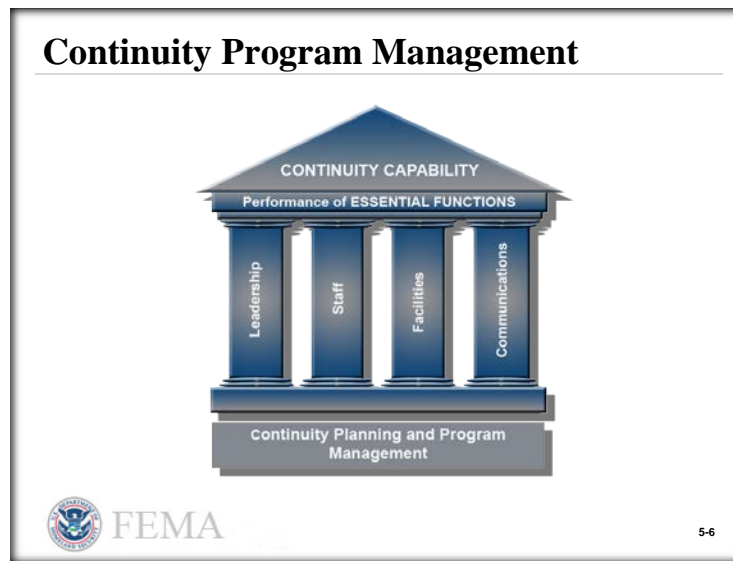 Continuity Program Management
CONTINUITY CAPABILITY
Performance of ESSENTIAL FUNCTIONS
Leadership
Staff
Facilities
Communications
Continuity Planning and Program
Management
FEMA
5-6